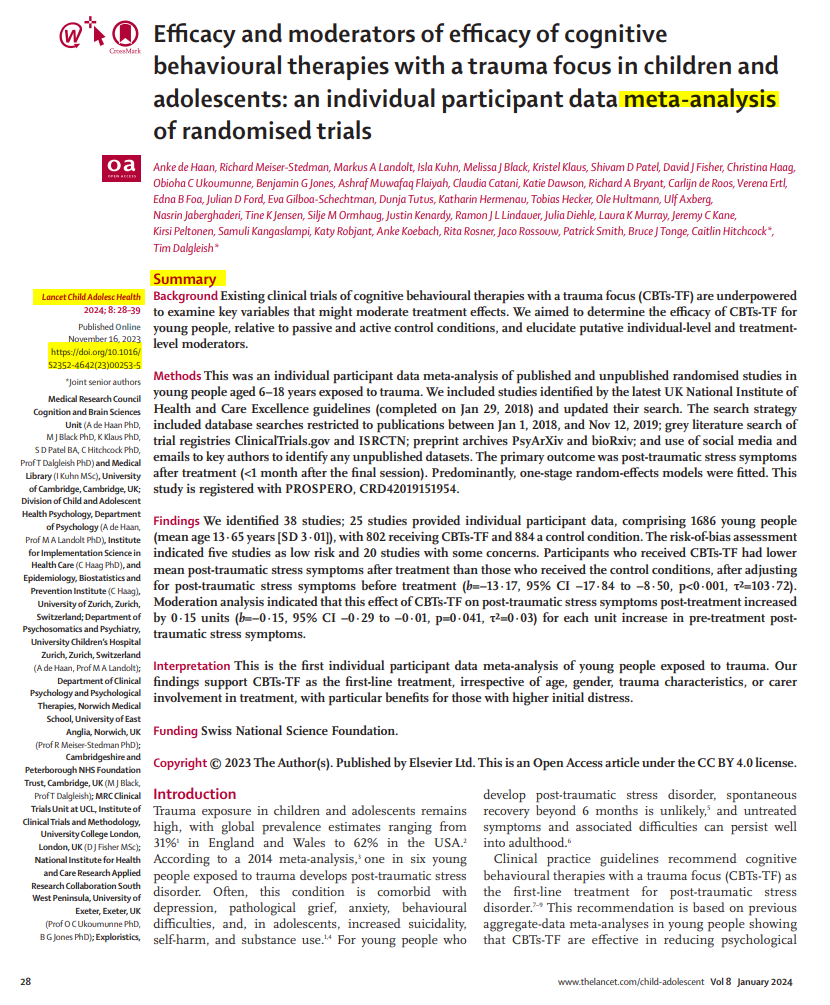 Efficacy and moderators of efficacy of cognitive
behavioural therapies with a trauma focus in children and
adolescents: an individual participant data meta-analysis
of randomised trials
CrossMark
oa
OPEN ACCESS
Anke de Haan, Richard Meiser-Stedman, Markus A Landolt, Isla Kuhn, Melissa J Black, Kristel Klaus, Shivam D Patel, David J Fisher, Christina Haag,
Obioha C Ukoumunne, Benjamin G Jones, Ashraf Muwafaq Flaiyah, Claudia Catani, Katie Dawson, Richard A Bryant, Carlijn de Roos, Verena Ertl,
Edna B Foa, Julian D Ford, Eva Gilboa-Schechtman, Dunja Tutus, Katharin Hermenau, Tobias Hecker, Ole Hultmann, Ulf Axberg,
Nasrin Jaberghaderi, Tine K Jensen, Silje M Ormhaug, Justin Kenardy, Ramon J L Lindauer, Julia Diehle, Laura K Murray, Jeremy C Kane,
Kirsi Peltonen, Samuli Kangaslampi, Katy Robjant, Anke Koebach, Rita Rosner, Jaco Rossouw, Patrick Smith, Bruce J Tonge, Caitlin Hitchcock*,
Tim Dalgleish*
Lancet Child Adolesc Health
2024; 8: 28–39
Published Online
November 16, 2023
https://doi.org/10.1016/
S2352-4642(23)00253-5
*Joint senior authors
Medical Research Council
Cognition and Brain Sciences
Unit (A de Haan PhD,
M J Black PhD, K Klaus PhD,
S D Patel BA, C Hitchcock PhD,
Prof T Dalgleish PhD) and Medical
Library (I Kuhn MSc), University
of Cambridge, Cambridge, UK;
Division of Child and Adolescent
Health Psychology, Department
of Psychology (A de Haan,
Prof M A Landolt PhD), Institute
for Implementation Science in
Health Care (C Haag PhD), and
Epidemiology, Biostatistics and
Prevention Institute (C Haag),
University of Zurich, Zurich,
Switzerland; Department of
Psychosomatics and Psychiatry,
University Children's Hospital
Zurich, Zurich, Switzerland
(A de Haan, Prof M A Landolt);
Department of Clinical
Psychology and Psychological
Therapies, Norwich Medical
School, University of East
Anglia, Norwich, UK
(Prof R Meiser-Stedman PhD);
Cambridgeshire and
Peterborough NHS Foundation
Trust, Cambridge, UK (M J Black,
Prof T Dalgleish); MRC Clinical
Trials Unit at UCL, Institute of
Clinical Trials and Methodology,
University College London,
London, UK (D J Fisher MSc);
National Institute for Health
and Care Research Applied
Research Collaboration South
West Peninsula, University of
Exeter, Exeter, UK
(Prof O C Ukoumunne PhD,
B G Jones PhD); Exploristics,
Summary
Background Existing clinical trials of cognitive behavioural therapies with a trauma focus (CBTs-TF) are underpowered
to examine key variables that might moderate treatment effects. We aimed to determine the efficacy of CBTs-TF for
young people, relative to passive and active control conditions, and elucidate putative individual-level and treatment-
level moderators.
Methods This was an individual participant data meta-analysis of published and unpublished randomised studies in
young people aged 6–18 years exposed to trauma. We included studies identified by the latest UK National Institute of
Health and Care Excellence guidelines (completed on Jan 29, 2018) and updated their search. The search strategy
included database searches restricted to publications between Jan 1, 2018, and Nov 12, 2019; grey literature search of
trial registries ClinicalTrials.gov and ISRCTN; preprint archives PsyArXiv and bioRxiv; and use of social media and
emails to key authors to identify any unpublished datasets. The primary outcome was post-traumatic stress symptoms
after treatment (<1 month after the final session). Predominantly, one-stage random-effects models were fitted. This
study is registered with PROSPERO, CRD42019151954.
Findings We identified 38 studies; 25 studies provided individual participant data, comprising 1686 young people
(mean age 13·65 years [SD 3·01]), with 802 receiving CBTs-TF and 884 a control condition. The risk-of-bias assessment
indicated five studies as low risk and 20 studies with some concerns. Participants who received CBTs-TF had lower
mean post-traumatic stress symptoms after treatment than those who received the control conditions, after adjusting
for post-traumatic stress symptoms before treatment (b=–13·17, 95% CI –17·84 to –8·50, p<0·001, τ²=103·72).
Moderation analysis indicated that this effect of CBTs-TF on post-traumatic stress symptoms post-treatment increased
by 0·15 units (b=–0·15, 95% CI –0·29 to –0·01, p=0·041, τ²=0·03) for each unit increase in pre-treatment post-
traumatic stress symptoms.
Interpretation This is the first individual participant data meta-analysis of young people exposed to trauma. Our
findings support CBTs-TF as the first-line treatment, irrespective of age, gender, trauma characteristics, or carer
involvement in treatment, with particular benefits for those with higher initial distress.
Funding Swiss National Science Foundation.
Copyright © 2023 The Author(s). Published by Elsevier Ltd. This is an Open Access article under the CC BY 4.0 license.
Introduction
Trauma exposure in children and adolescents remains
high, with global prevalence estimates ranging from
31%¹ in England and Wales to 62% in the USA.²
According to a 2014 meta-analysis,³ one in six young
people exposed to trauma develops post-traumatic stress
disorder. Often, this condition is comorbid with
depression, pathological grief, anxiety, behavioural
difficulties, and, in adolescents, increased suicidality,
self-harm, and substance use.¹,⁴ For young people who
develop post-traumatic stress disorder, spontaneous
recovery beyond 6 months is unlikely,⁵ and untreated
symptoms and associated difficulties can persist well
into adulthood.⁶
Clinical practice guidelines recommend cognitive
behavioural therapies with a trauma focus (CBTs-TF) as
the first-line treatment for post-traumatic stress
disorder.⁷⁻⁹ This recommendation is based on previous
aggregate-data meta-analyses in young people showing
that CBTs-TF are effective in reducing psychological
28
www.thelancet.com/child-adolescent Vol 8 January 2024